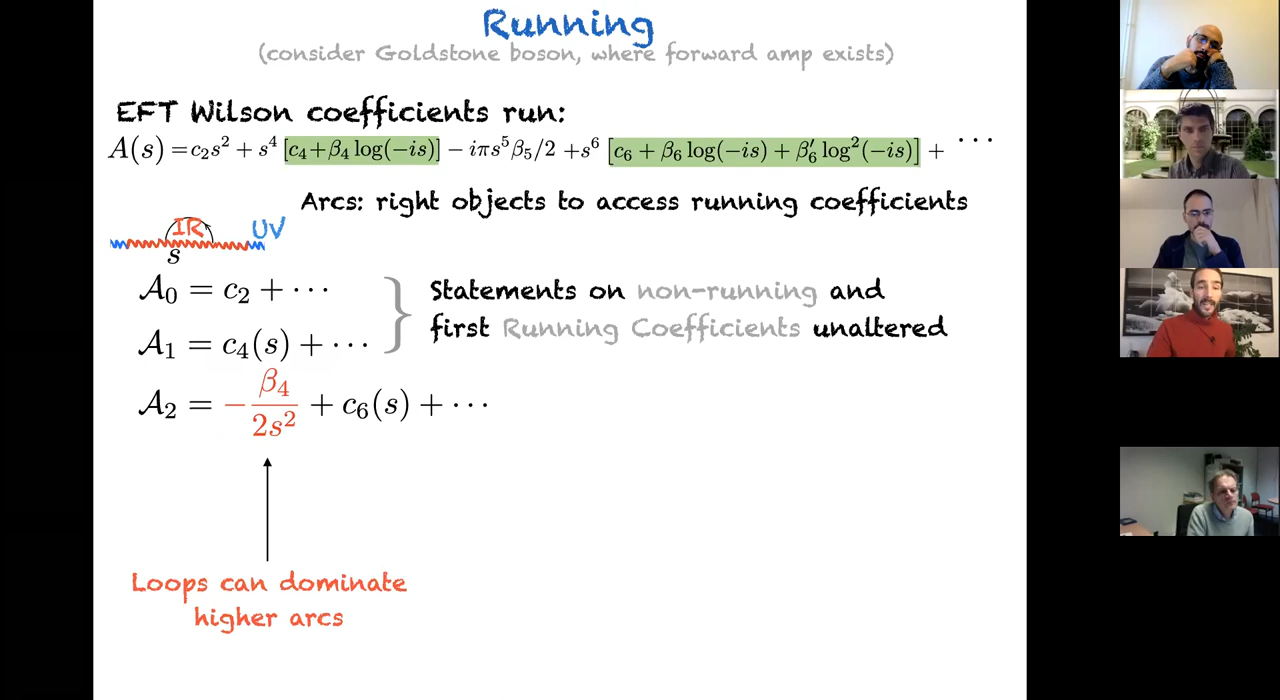 Running
(consider Goldstone boson, where forward amp exists)
EFT Wilson coefficients run:
A(s) = c₂s² + s⁴ [c₄ + β₄ log(−is)] − iπs⁵β₅/2 + s⁶ [c₆ + β₆ log(−is) + β₆′ log²(−is)] + ⋯
Arcs: right objects to access running coefficients
IR UV
s
𝒜₀ = c₂ + ⋯
𝒜₁ = c₄(s) + ⋯
Statements on non-running and
first Running Coefficients unaltered
𝒜₂ = −β₄/2s² + c₆(s) + ⋯
Loops can dominate
higher arcs